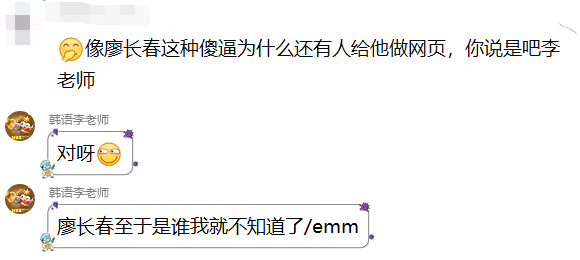 像廖长春这种傻逼为什么还有人给他做网页，你说是吧李
老师
韩语李老师
对呀
韩语李老师
廖长春至于是谁我就不知道了/emm